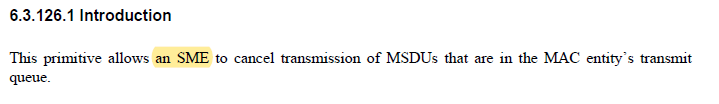 6.3.126.1 Introduction
This primitive allows an SME to cancel transmission of MSDUs that are in the MAC entity's transmit
queue.